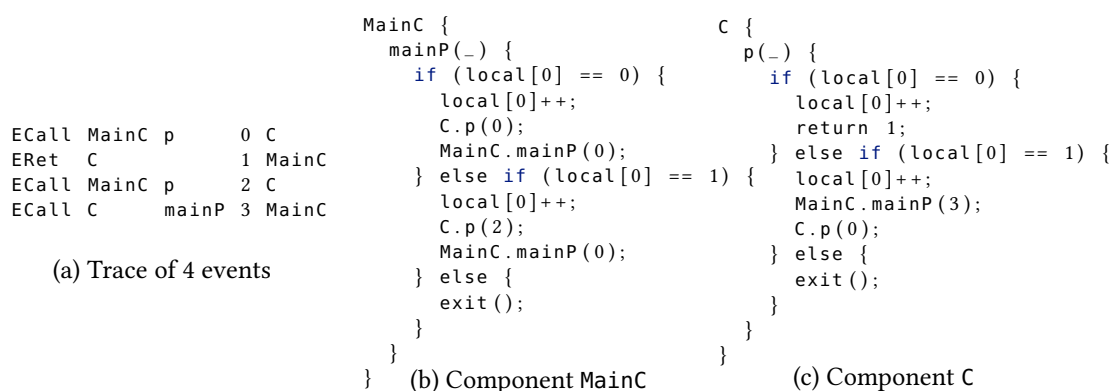 ECall MainC p 0 C
ERet C 1 MainC
ECall MainC p 2 C
ECall C mainP 3 MainC
(a) Trace of 4 events
MainC {
mainP(_) {
if (local[0] == 0) {
local[0]++;
C.p(0);
MainC.mainP(0);
} else if (local[0] == 1) {
local[0]++;
C.p(2);
MainC.mainP(0);
} else {
exit();
}
}
}
(b) Component MainC
C {
p(_) {
if (local[0] == 0) {
local[0]++;
return 1;
} else if (local[0] == 1) {
local[0]++;
MainC.mainP(3);
C.p(0);
} else {
exit();
}
}
}
(c) Component C